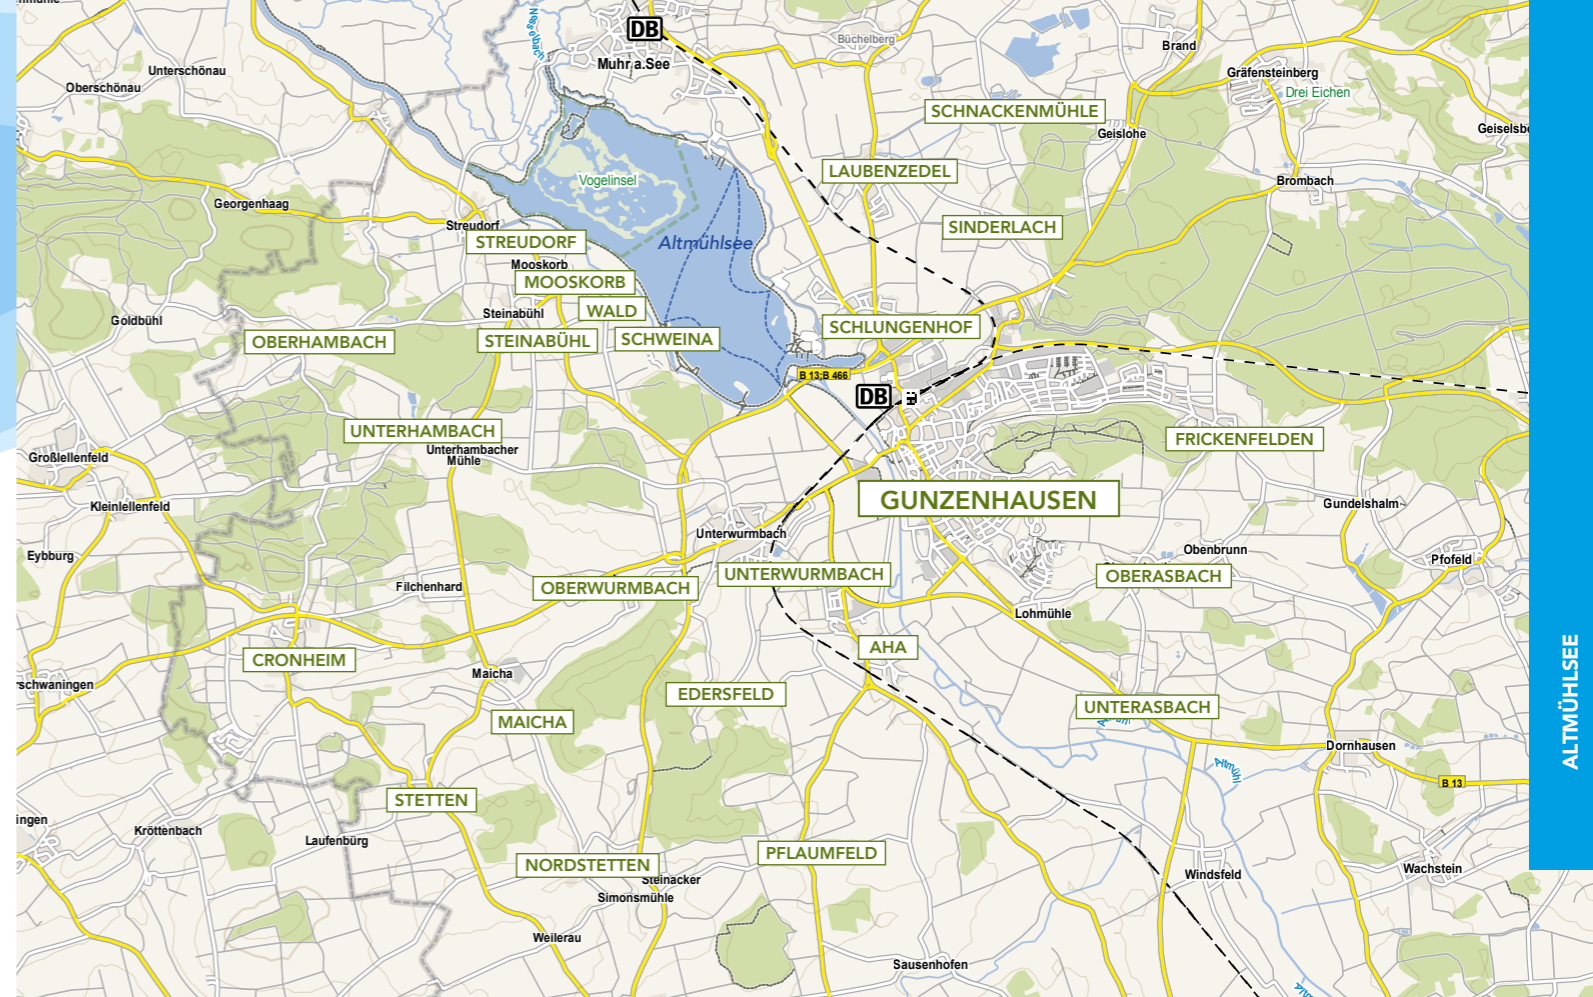 DB
Muhr a.See
Nesselbach
Büchelberg
Brand
Gräfensteinberg
Drei Eichen
Unterschönau
Oberschönau
SCHNACKENMÜHLE
Geislohe
LAUBENZEDEL
Vogelinsel
Brombach
Georgenhaag
Streudorf
STREUDORF
SINDERLACH
Altmühlsee
Mooskorb
MOOSKORB
WALD
Steinabühl
Goldbühl
OBERHAMBACH
STEINABÜHL
SCHWEINA
SCHLUNGENHOF
B 13;B 466
DB
UNTERHAMBACH
Unterhambacher
Mühle
FRICKENFELDEN
Großlellenfeld
Kleinlellenfeld
GUNZENHAUSEN
Gundelshalm
Unterwurmbach
Obenbrunn
Eyburg
Pfofeld
Filchenhard
OBERWURMBACH
UNTERWURMBACH
OBERASBACH
Lohmühle
AHA
CRONHEIM
Maicha
EDERSFELD
UNTERASBACH
MAICHA
ALTMÜHLSEE
Dornhausen
Altmühl
B 13
STETTEN
Kröttenbach
Laufenbürg
NORDSTETTEN
PFLAUMFELD
Steinacker
Simonsmühle
Windsfeld
Wachstein
Weilerau
Sausenhofen